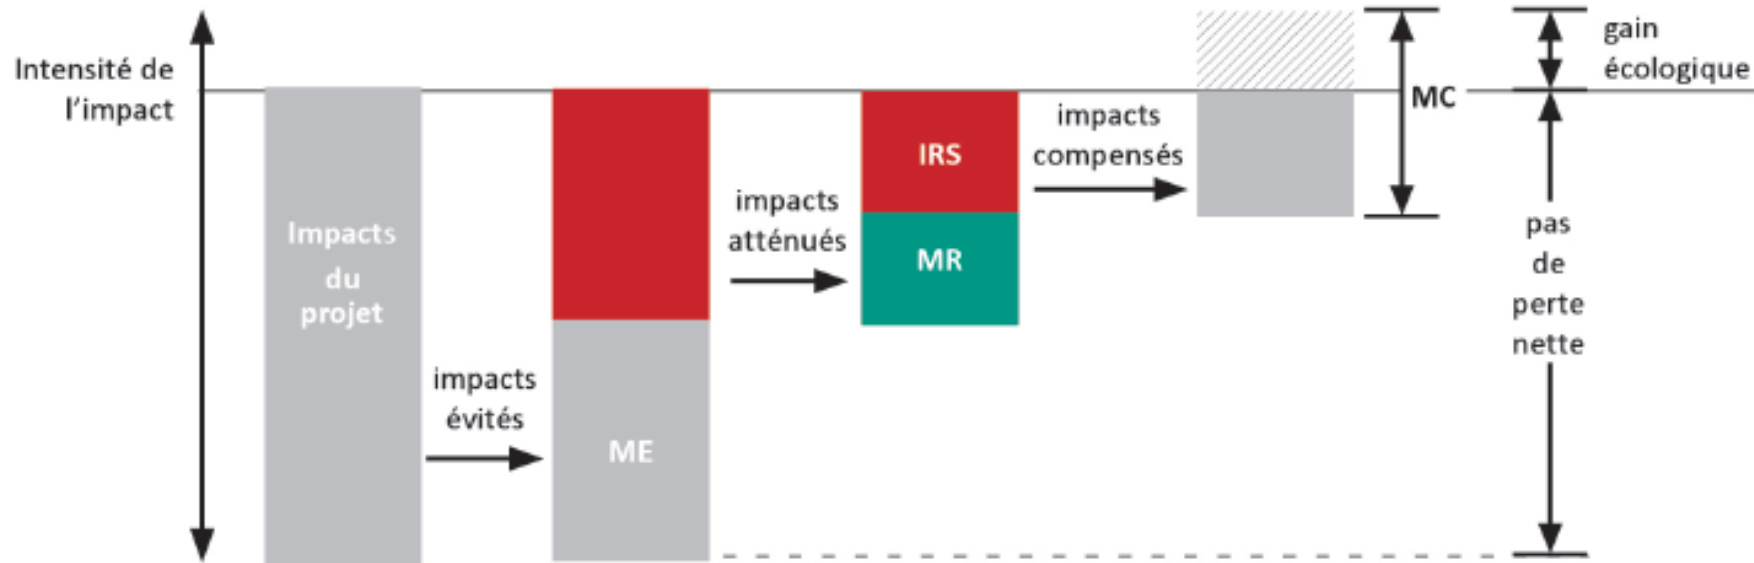 Intensité de
l'impact
Impacts
du
projet
impacts
évités
ME
impacts
atténués
IRS
MR
impacts
compensés
MC
gain
écologique
pas
de
perte
nette